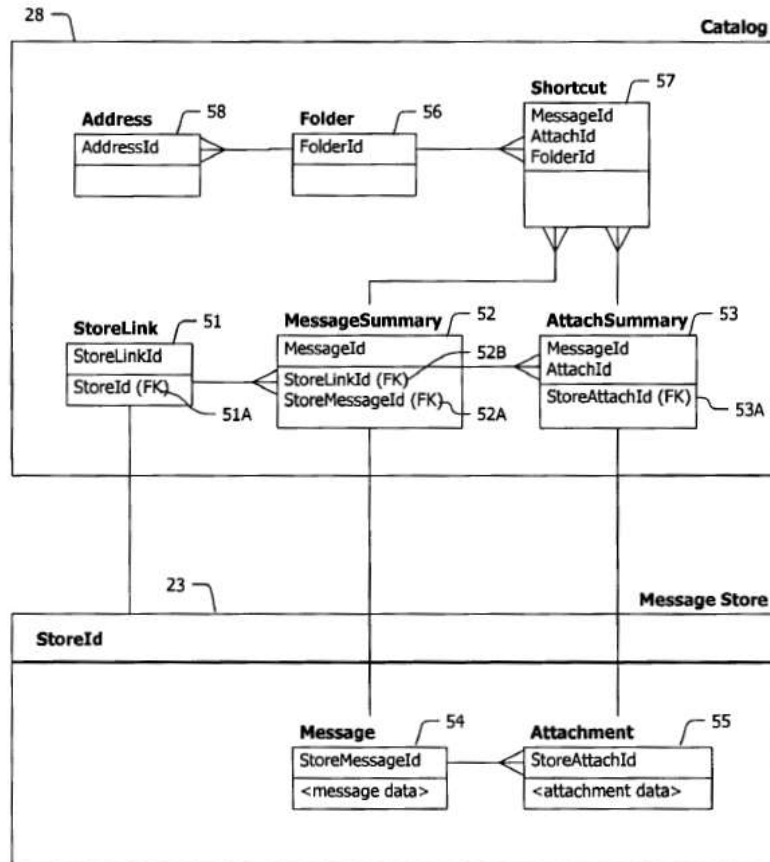 28
Catalog
57
Shortcut
58
56
Address
Folder
MessageId
AttachId
FolderId
AddressId
FolderId
51
52
53
StoreLink
MessageSummary
AttachSummary
StoreLinkId
MessageId
MessageId
AttachId
52B
StoreId (FK)
StoreLinkId (FK)
StoreMessageId (FK)
StoreAttachId (FK)
51A
52A
53A
23
Message Store
StoreId
54
55
Message
Attachment
StoreMessageId
StoreAttachId
<message data>
<attachment data>